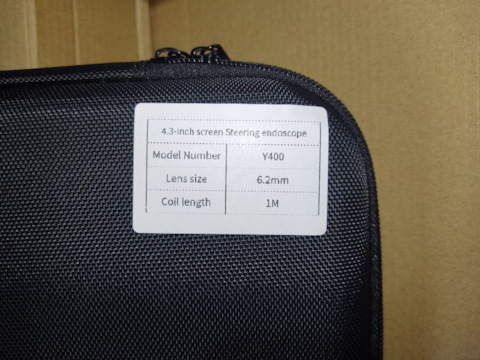 4.3-inch screen Steering endoscope
Model Number Y400
Lens size 6.2mm
Coil length 1M